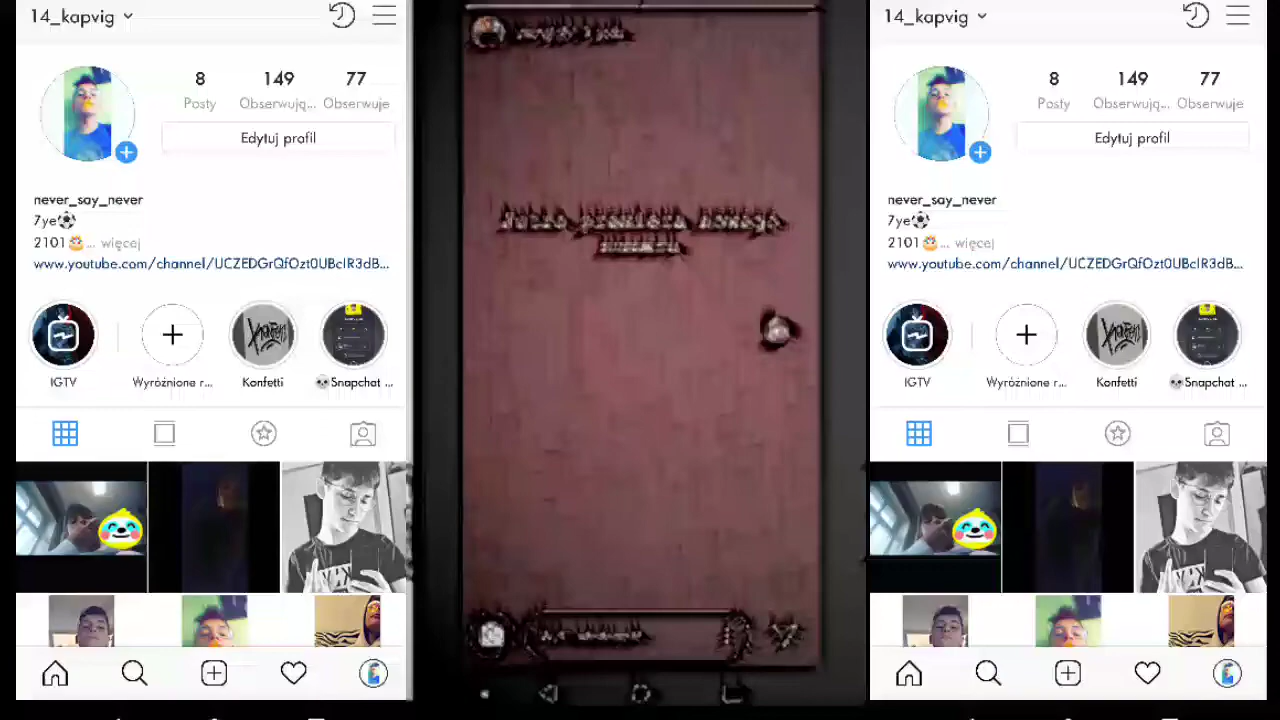 14_kapvig
8 149 77
Posty Obserwują... Obserwuje
Edytuj profil
never_say_never
7ye⚽
2101🎂... więcej
www.youtube.com/channel/UCZEDGrQfOzt0UBcIR3dB...
IGTV Wyróżnione r... Konfetti 💀Snapchat ...
14_kapvig
8 149 77
Posty Obserwują... Obserwuje
Edytuj profil
never_say_never
7ye⚽
2101🎂... więcej
www.youtube.com/channel/UCZEDGrQfOzt0UBcIR3dB...
IGTV Wyróżnione r... Konfetti 💀Snapchat ...